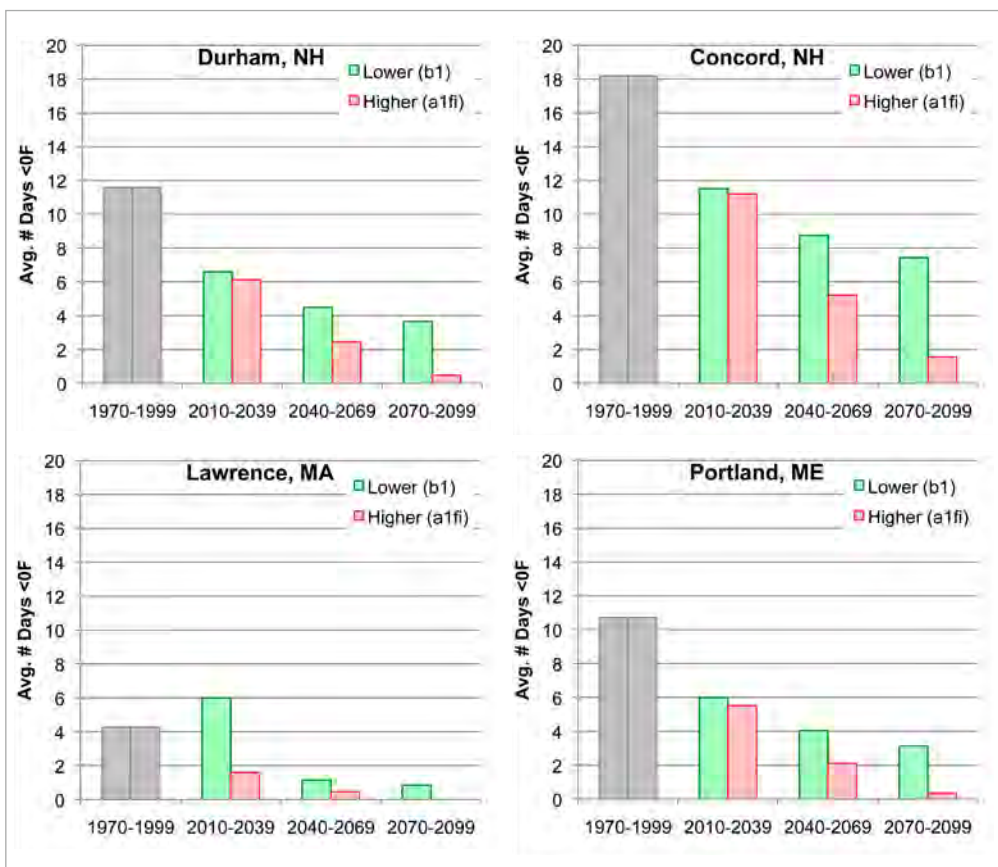 Durham, NH
Lower (b1)
Higher (a1fi)
Avg. # Days <0F
20
18
16
14
12
10
8
6
4
2
0
1970-1999 2010-2039 2040-2069 2070-2099
Concord, NH
Lower (b1)
Higher (a1fi)
Avg. # Days <0F
20
18
16
14
12
10
8
6
4
2
0
1970-1999 2010-2039 2040-2069 2070-2099
Lawrence, MA
Lower (b1)
Higher (a1fi)
Avg. # Days <0F
20
18
16
14
12
10
8
6
4
2
0
1970-1999 2010-2039 2040-2069 2070-2099
Portland, ME
Lower (b1)
Higher (a1fi)
Avg. # Days <0F
20
18
16
14
12
10
8
6
4
2
0
1970-1999 2010-2039 2040-2069 2070-2099